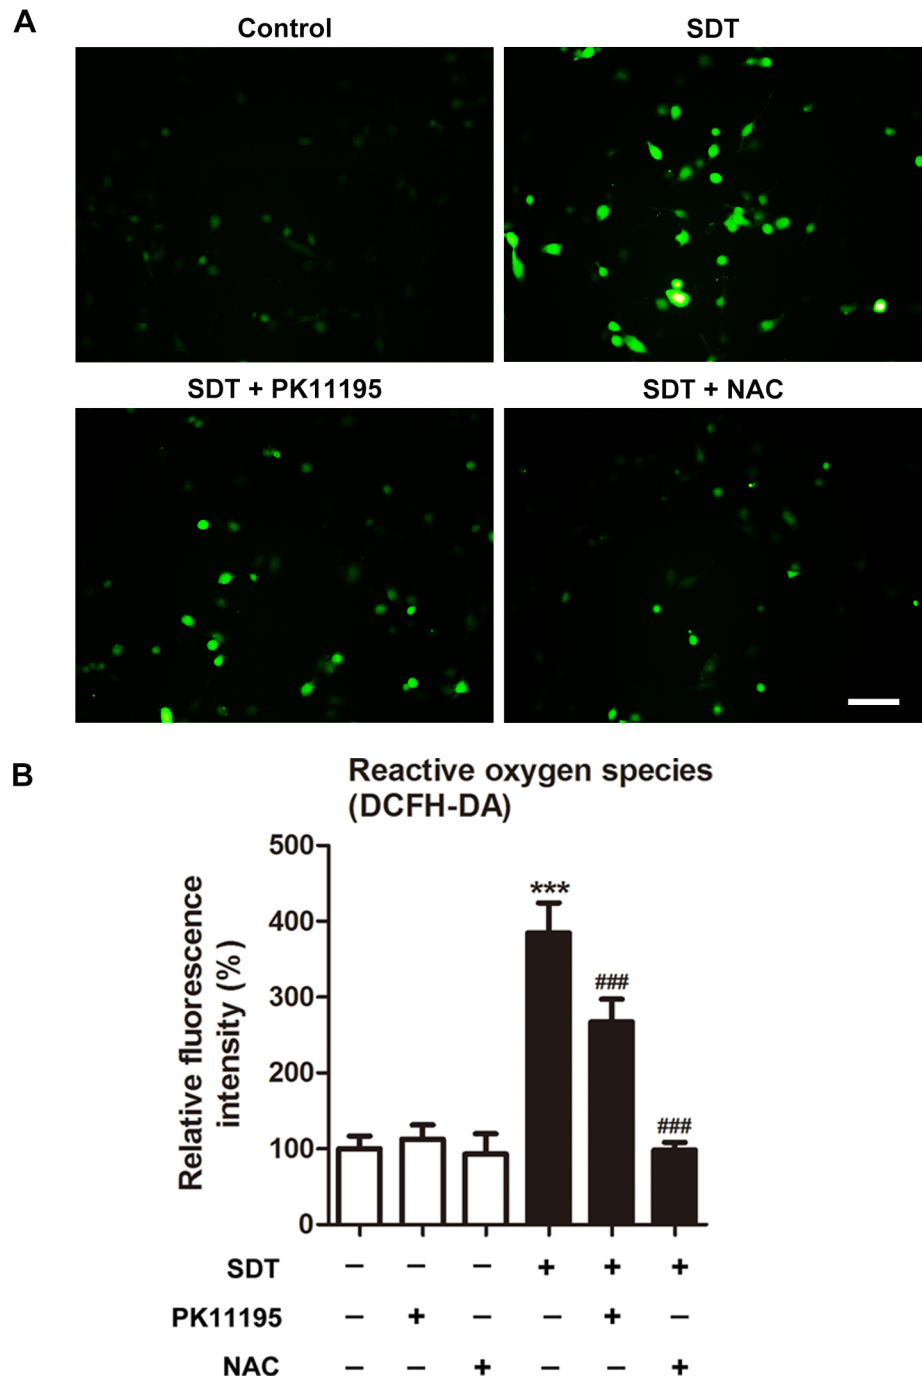 A
Control
SDT
SDT + PK11195
SDT + NAC
B
Reactive oxygen species
(DCFH-DA)
Relative fluorescence
intensity (%)
500
400
300
200
100
0
***
###
###
SDT − − − + + +
PK11195 − + − − + −
NAC − − + − − +